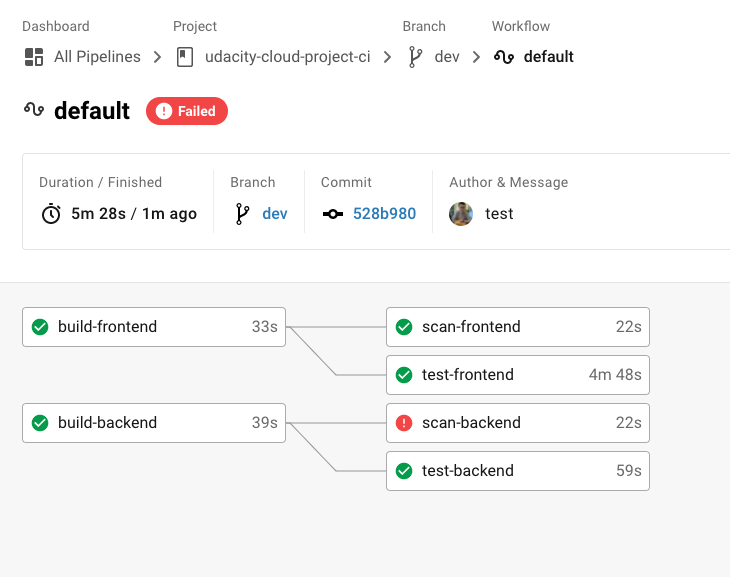 Dashboard Project Branch Workflow
All Pipelines udacity-cloud-project-ci dev default
default Failed
Duration / Finished Branch Commit Author & Message
5m 28s / 1m ago dev 528b980 test
build-frontend 33s scan-frontend 22s
test-frontend 4m 48s
build-backend 39s scan-backend 22s
test-backend 59s